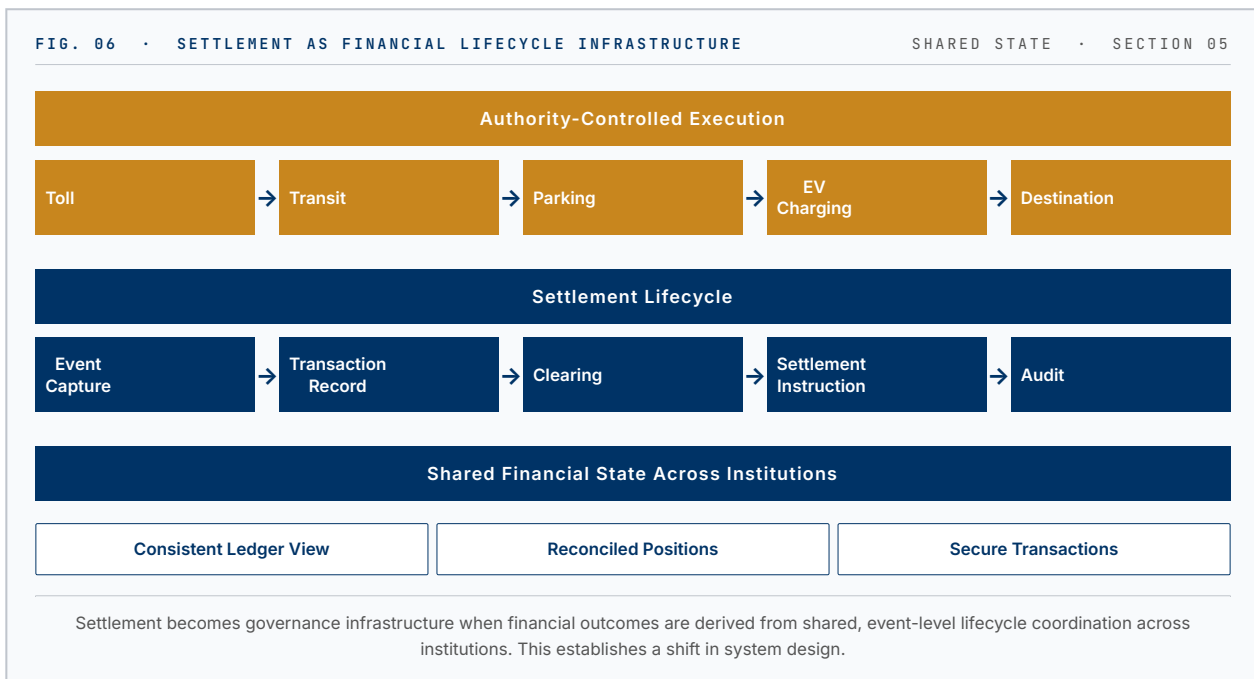 FIG. 06 · SETTLEMENT AS FINANCIAL LIFECYCLE INFRASTRUCTURE
SHARED STATE · SECTION 05
Authority-Controlled Execution
Toll
Transit
Parking
EV
Charging
Destination
Settlement Lifecycle
Event
Capture
Transaction
Record
Clearing
Settlement
Instruction
Audit
Shared Financial State Across Institutions
Consistent Ledger View
Reconciled Positions
Secure Transactions
Settlement becomes governance infrastructure when financial outcomes are derived from shared, event-level lifecycle coordination across
institutions. This establishes a shift in system design.